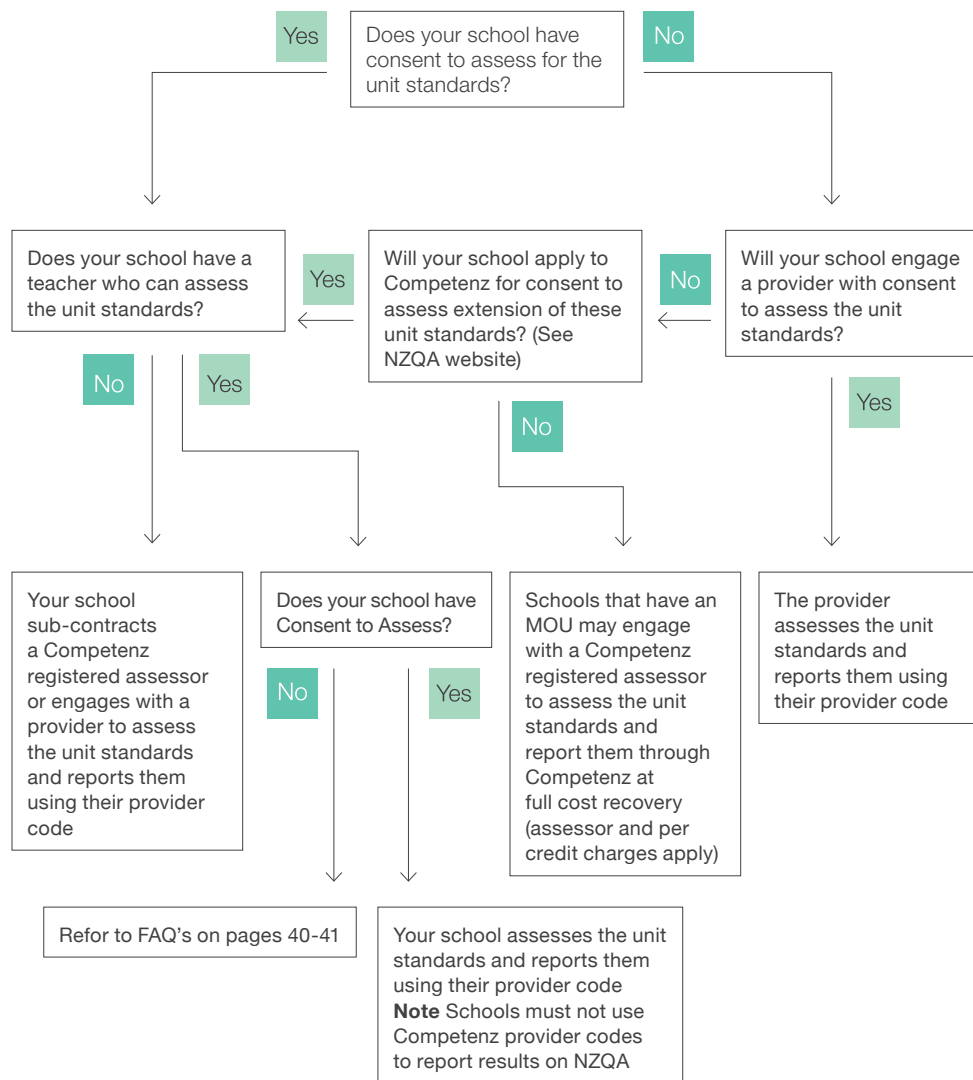 Yes
Does your school have
consent to assess for the
unit standards?
No
Does your school have a
teacher who can assess
the unit standards?
Yes
Will your school apply to
Competenz for consent to
assess extension of these
unit standards? (See
NZQA website)
No
Will your school engage
a provider with consent
to assess the unit
standards?
No
Yes
No
Yes
Your school
sub-contracts
a Competenz
registered assessor
or engages with a
provider to assess
the unit standards
and reports them
using their provider
code
Does your school have
Consent to Assess?
Schools that have an
MOU may engage
with a Competenz
registered assessor
to assess the unit
standards and
report them through
Competenz at
full cost recovery
(assessor and per
credit charges apply)
The provider
assesses the unit
standards and
reports them using
their provider code
No
Yes
Refor to FAQ's on pages 40-41
Your school assesses the unit
standards and reports them
using their provider code
Note Schools must not use
Competenz provider codes
to report results on NZQA